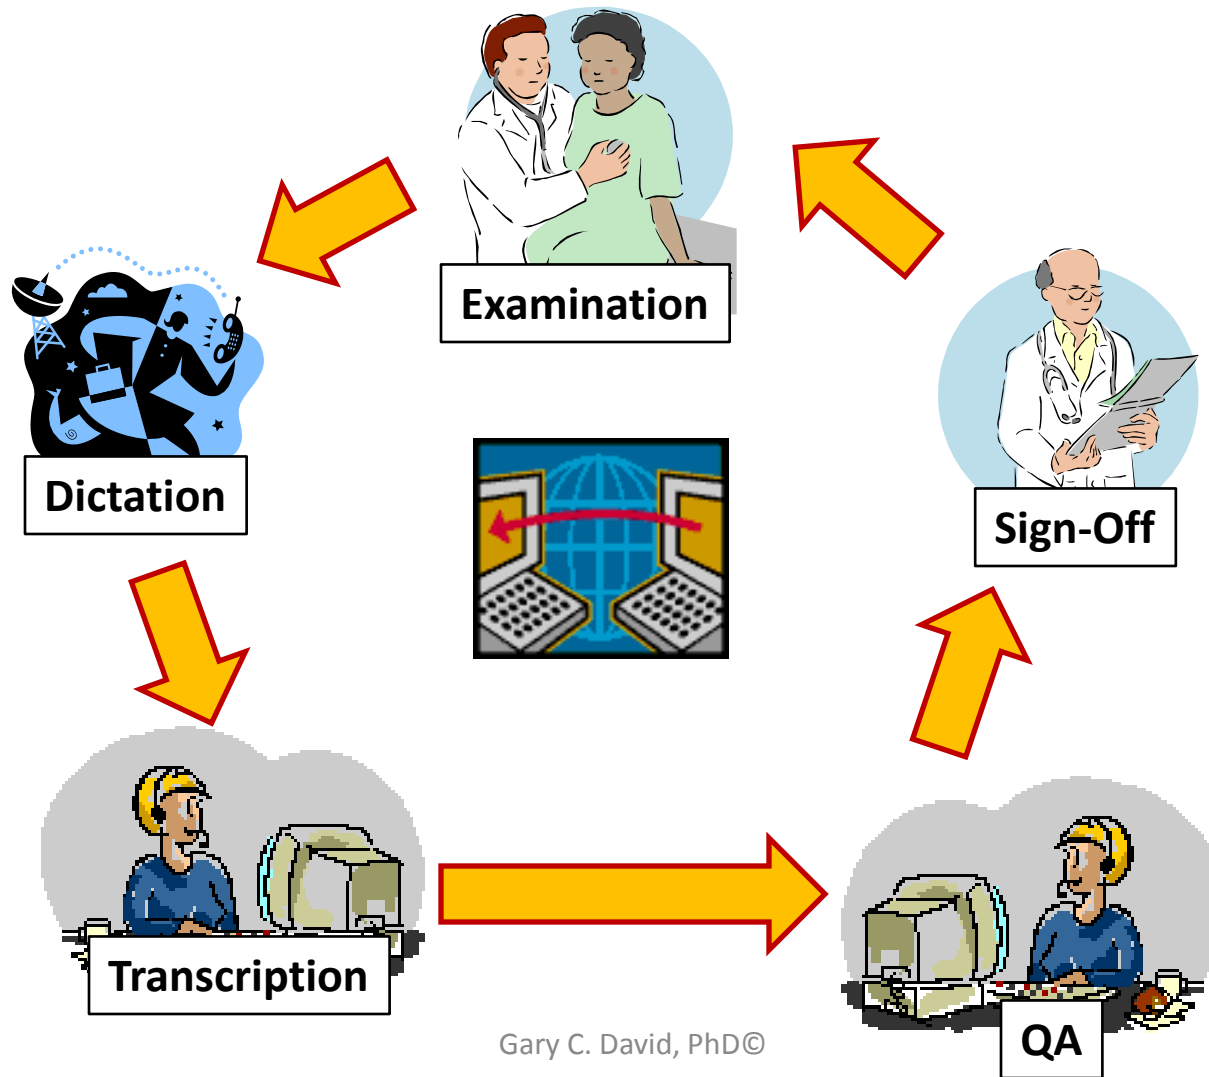 Examination
Dictation
Sign-Off
Transcription
QA
Gary C. David, PhD©